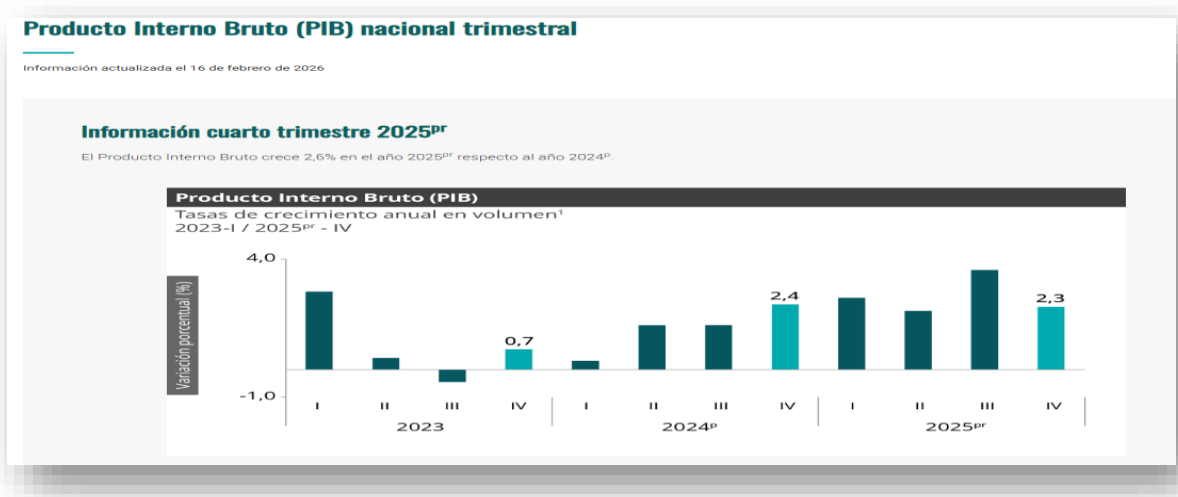 Producto Interno Bruto (PIB) nacional trimestral
Información actualizada el 16 de febrero de 2026
Información cuarto trimestre 2025ᵖʳ
El Producto Interno Bruto crece 2,6% en el año 2025ᵖʳ respecto al año 2024ᵖ.
Producto Interno Bruto (PIB)
Tasas de crecimiento anual en volumen¹
2023-I / 2025ᵖʳ - IV
Variación porcentual (%)
4,0
-1,0
0,7
2,4
2,3
I II III IV I II III IV I II III IV
2023 2024ᵖ 2025ᵖʳ